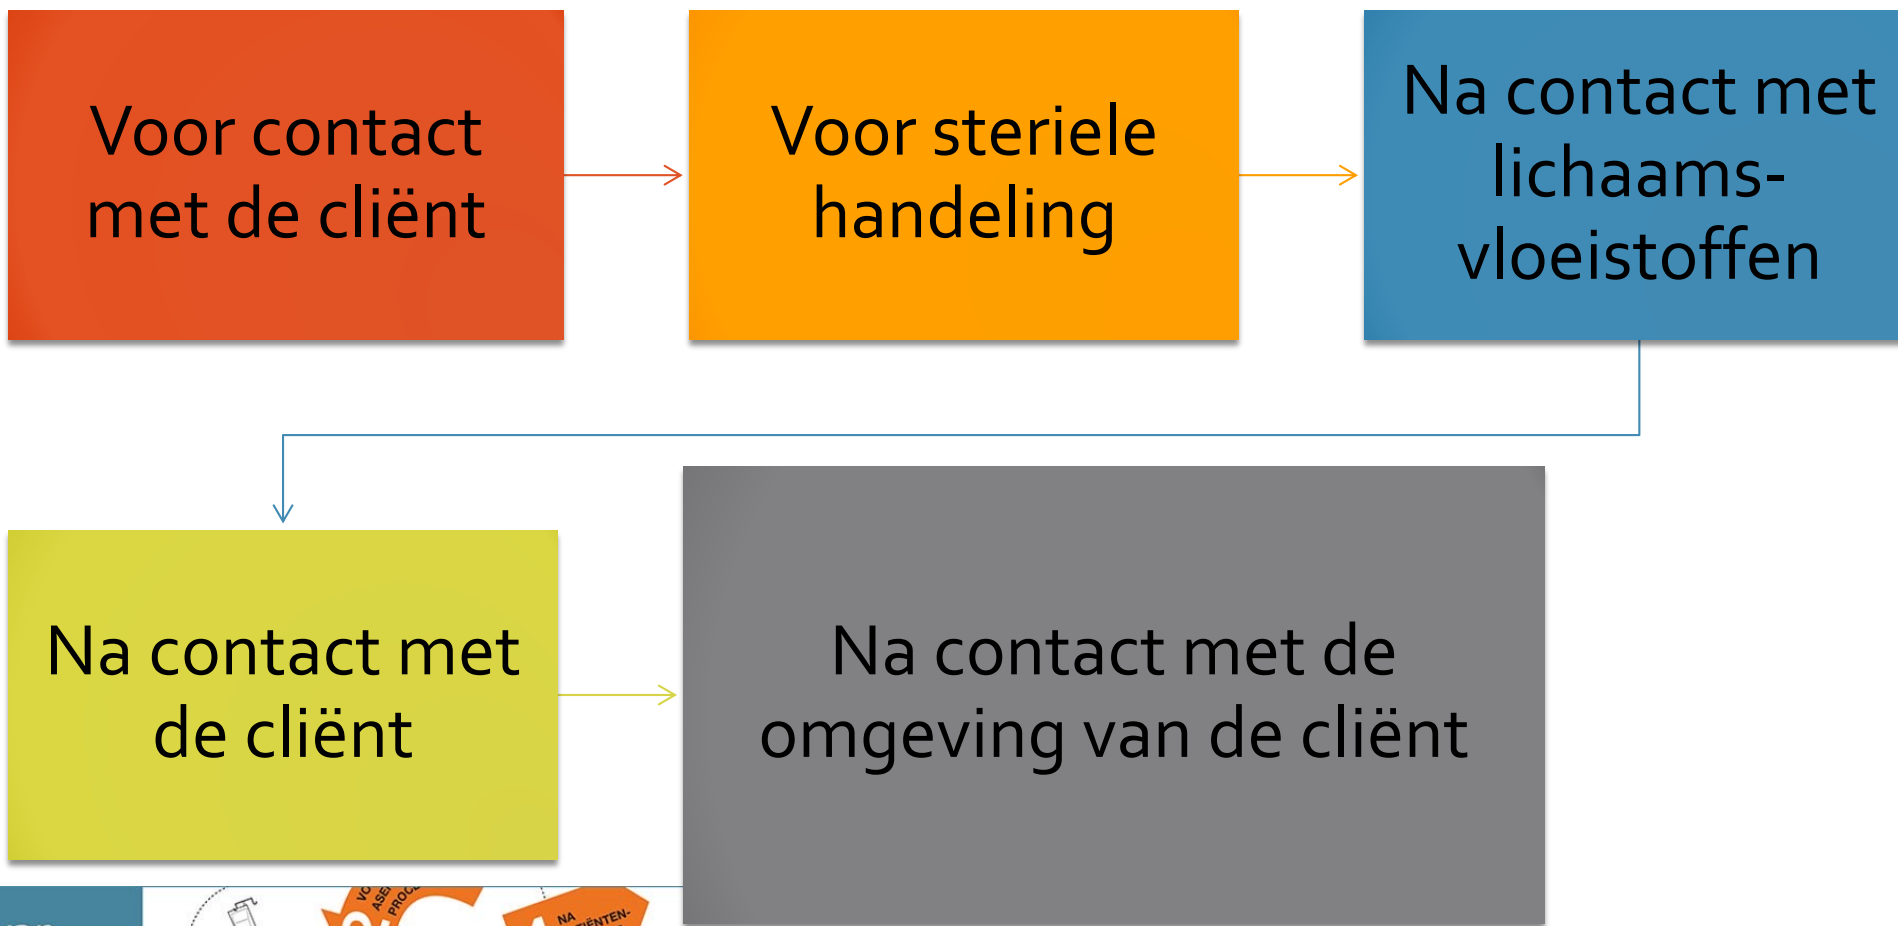 Voor contact
met de cliënt
Voor steriele
handeling
Na contact met
lichaams-
vloeistoffen
Na contact met
de cliënt
Na contact met de
omgeving van de cliënt
NA